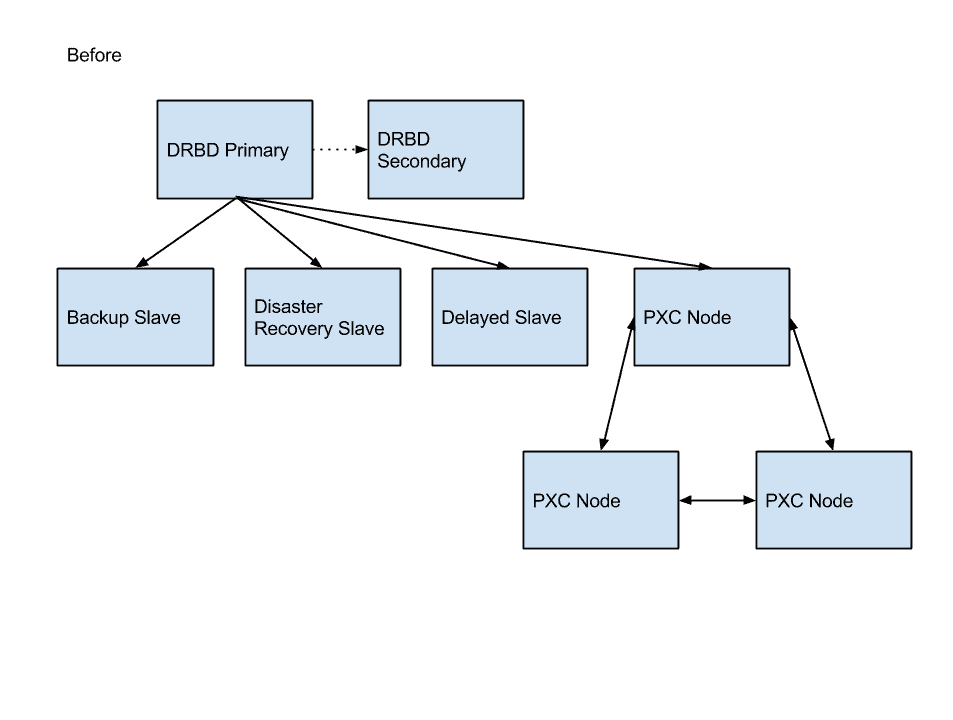 Before
DRBD Primary
DRBD
Secondary
Backup Slave
Disaster
Recovery Slave
Delayed Slave
PXC Node
PXC Node
PXC Node